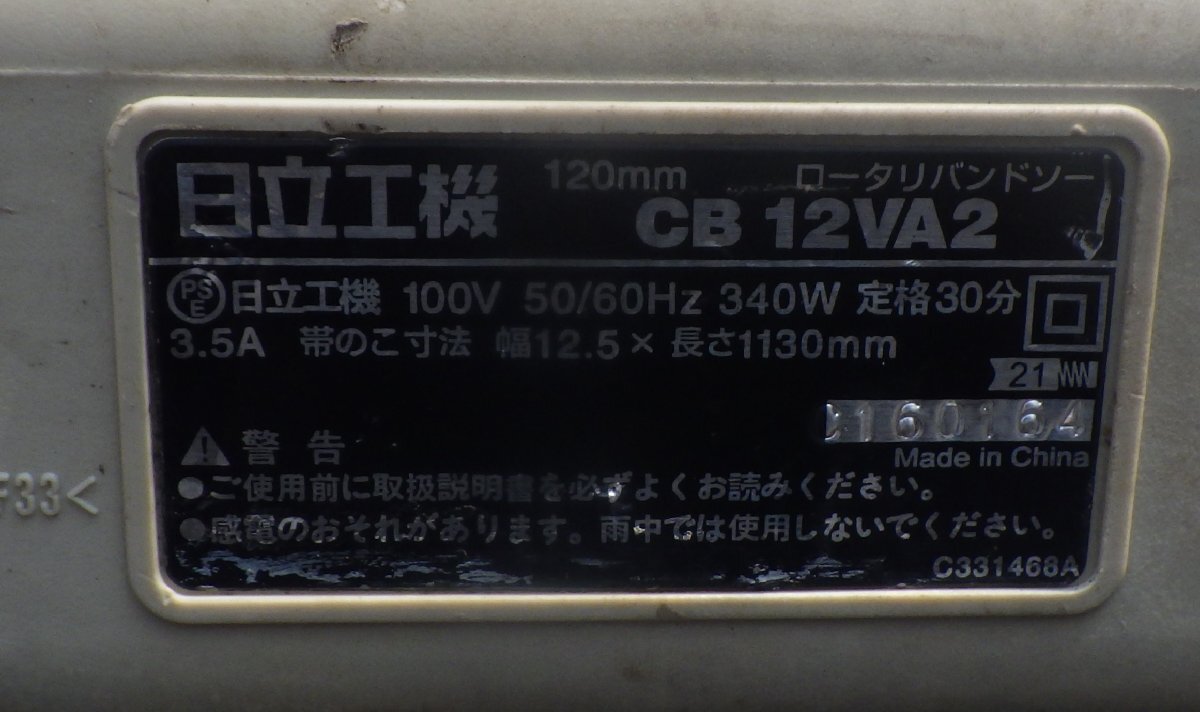 日立工機 120mm ロータリバンドソー
CB 12VA2
PSE 日立工機 100V 50/60Hz 340W 定格30分
3.5A 帯のこ寸法 幅12.5×長さ1130mm
21
160164
Made in China
警告
●ご使用前に取扱説明書を必ずよくお読みください。
●感電のおそれがあります。雨中では使用しないでください。
C331468A
F33<